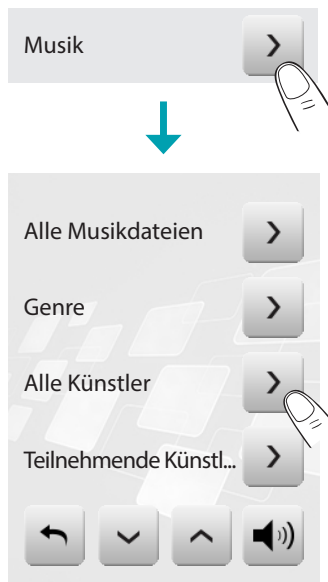 Musik
Alle Musikdateien
Genre
Alle Künstler
Teilnehmende Künstl...